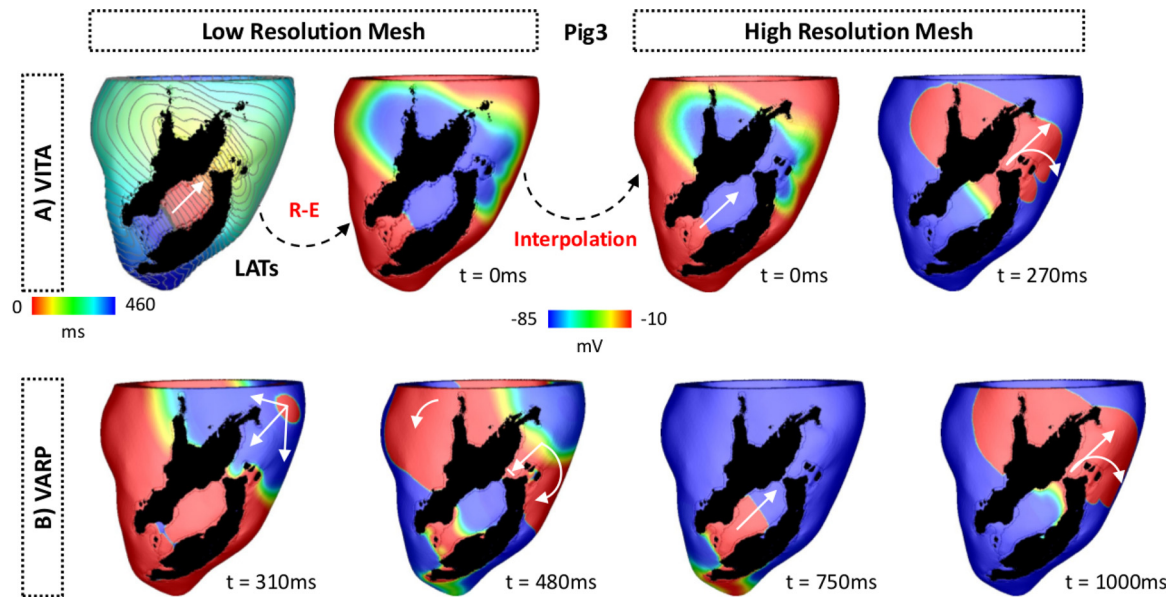 Low Resolution Mesh
Pig3
High Resolution Mesh
A) VITA
R-E
LATs
t = 0ms
Interpolation
t = 0ms
t = 270ms
0
460
ms
-85
-10
mV
B) VARP
t = 310ms
t = 480ms
t = 750ms
t = 1000ms